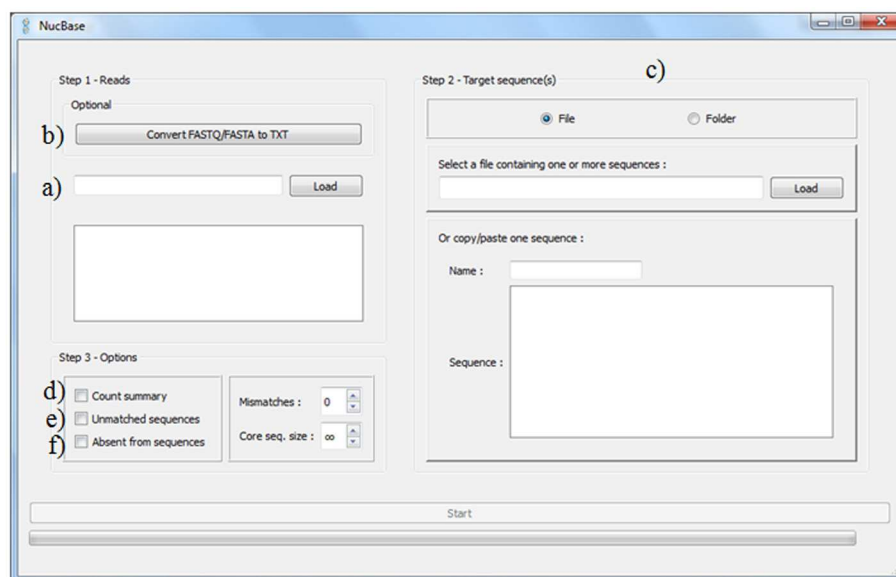 NucBase
c)
Step 1 - Reads
Optional
b) Convert FASTQ/FASTA to TXT
a) Load
Step 2 - Target sequence(s)
File Folder
Select a file containing one or more sequences :
Load
Or copy/paste one sequence :
Name :
Sequence :
Step 3 - Options
d) Count summary
e) Unmatched sequences
f) Absent from sequences
Mismatches : 0
Core seq. size : ∞
Start